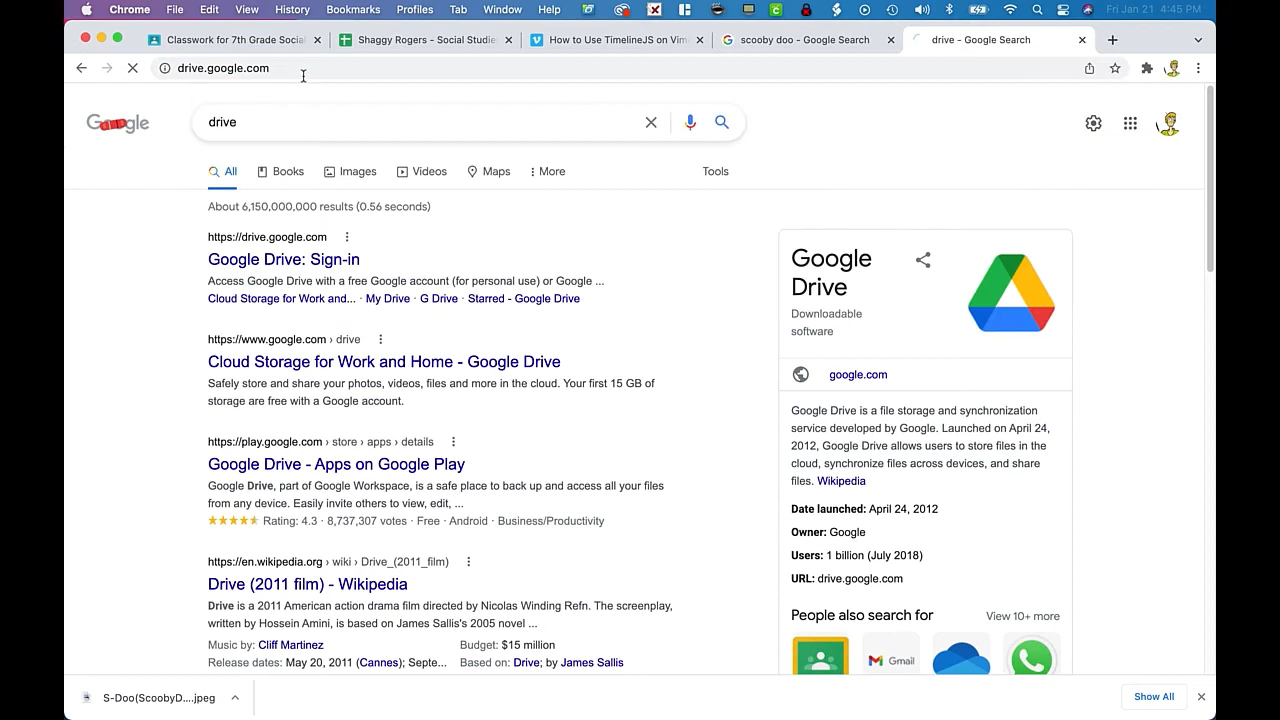 Chrome File Edit View History Bookmarks Profiles Tab Window Help Fri Jan 21 4:45 PM
Classwork for 7th Grade Socia Shaggy Rogers - Social Studie How to Use TimelineJS on Vim scooby doo - Google Search drive - Google Search
drive.google.com
Google
drive
All Books Images Videos Maps More Tools
About 6,150,000,000 results (0.56 seconds)
https://drive.google.com
Google Drive: Sign-in
Access Google Drive with a free Google account (for personal use) or Google ...
Cloud Storage for Work and... · My Drive · G Drive · Starred - Google Drive
https://www.google.com › drive
Cloud Storage for Work and Home - Google Drive
Safely store and share your photos, videos, files and more in the cloud. Your first 15 GB of
storage are free with a Google account.
https://play.google.com › store › apps › details
Google Drive - Apps on Google Play
Google Drive, part of Google Workspace, is a safe place to back up and access all your files
from any device. Easily invite others to view, edit, ...
Rating: 4.3 · 8,737,307 votes · Free · Android · Business/Productivity
https://en.wikipedia.org › wiki › Drive_(2011_film)
Drive (2011 film) - Wikipedia
Drive is a 2011 American action drama film directed by Nicolas Winding Refn. The screenplay,
written by Hossein Amini, is based on James Sallis's 2005 novel ...
Music by: Cliff Martinez Budget: $15 million
Release dates: May 20, 2011 (Cannes); Septe... Based on: Drive; by James Sallis
Google
Drive
Downloadable
software
google.com
Google Drive is a file storage and synchronization
service developed by Google. Launched on April 24,
2012, Google Drive allows users to store files in the
cloud, synchronize files across devices, and share
files. Wikipedia
Date launched: April 24, 2012
Owner: Google
Users: 1 billion (July 2018)
URL: drive.google.com
People also search for View 10+ more
Gmail
S-Doo(ScoobyD....jpeg Show All